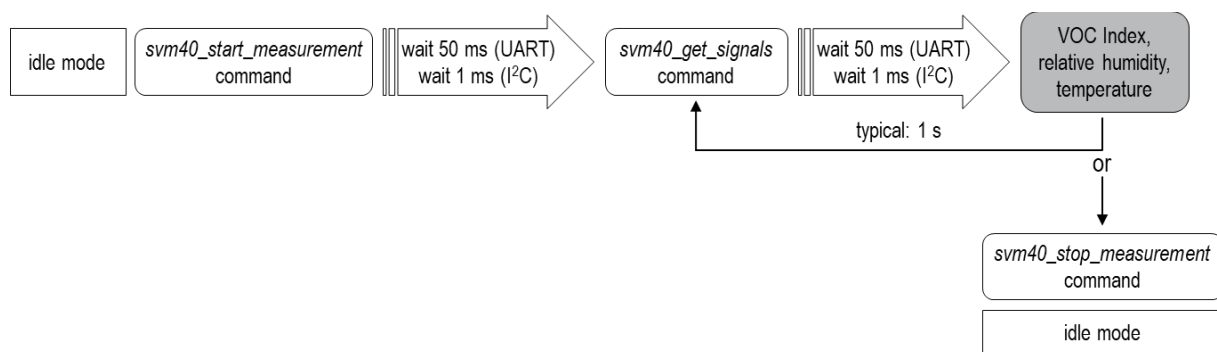 idle mode
svm40_start_measurement
command
wait 50 ms (UART)
wait 1 ms (I²C)
svm40_get_signals
command
wait 50 ms (UART)
wait 1 ms (I²C)
VOC Index,
relative humidity,
temperature
typical: 1 s
or
svm40_stop_measurement
command
idle mode